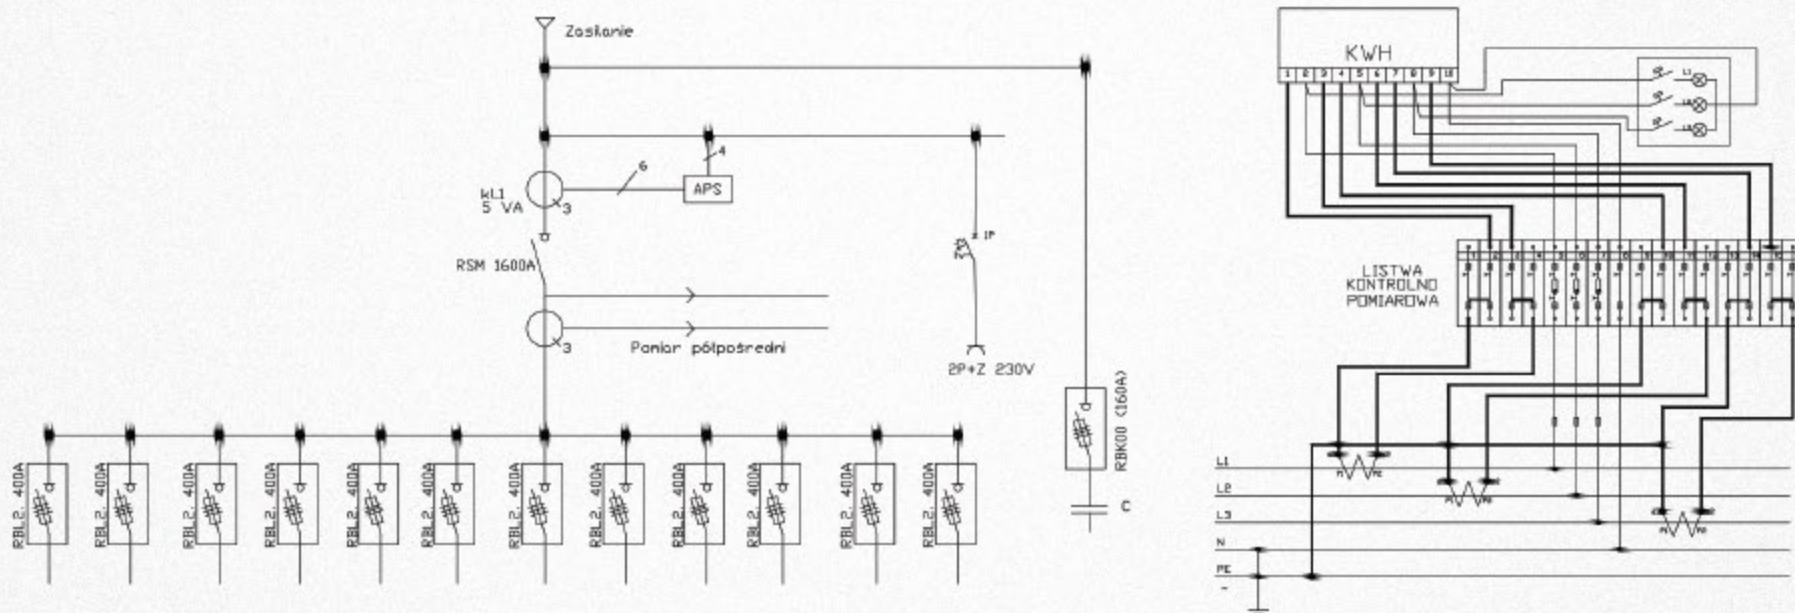 Zasilanie
6
4
APS
kL1
5 VA
3
RSM 1600A
1P
3
Pomiar półpośredni
2P+Z 230V
RBK00 (160A)
C
RBL2. 400A
RBL2. 400A
RBL2. 400A
RBL2. 400A
RBL2. 400A
RBL2. 400A
RBL2. 400A
RBL2. 400A
RBL2. 400A
RBL2. 400A
RBL2. 400A
RBL2. 400A
KWH
1 2 3 4 5 6 7 8 9 10
L1
LISTWA
KONTROLNO
POMIAROWA
L1
L2
L3
N
PE